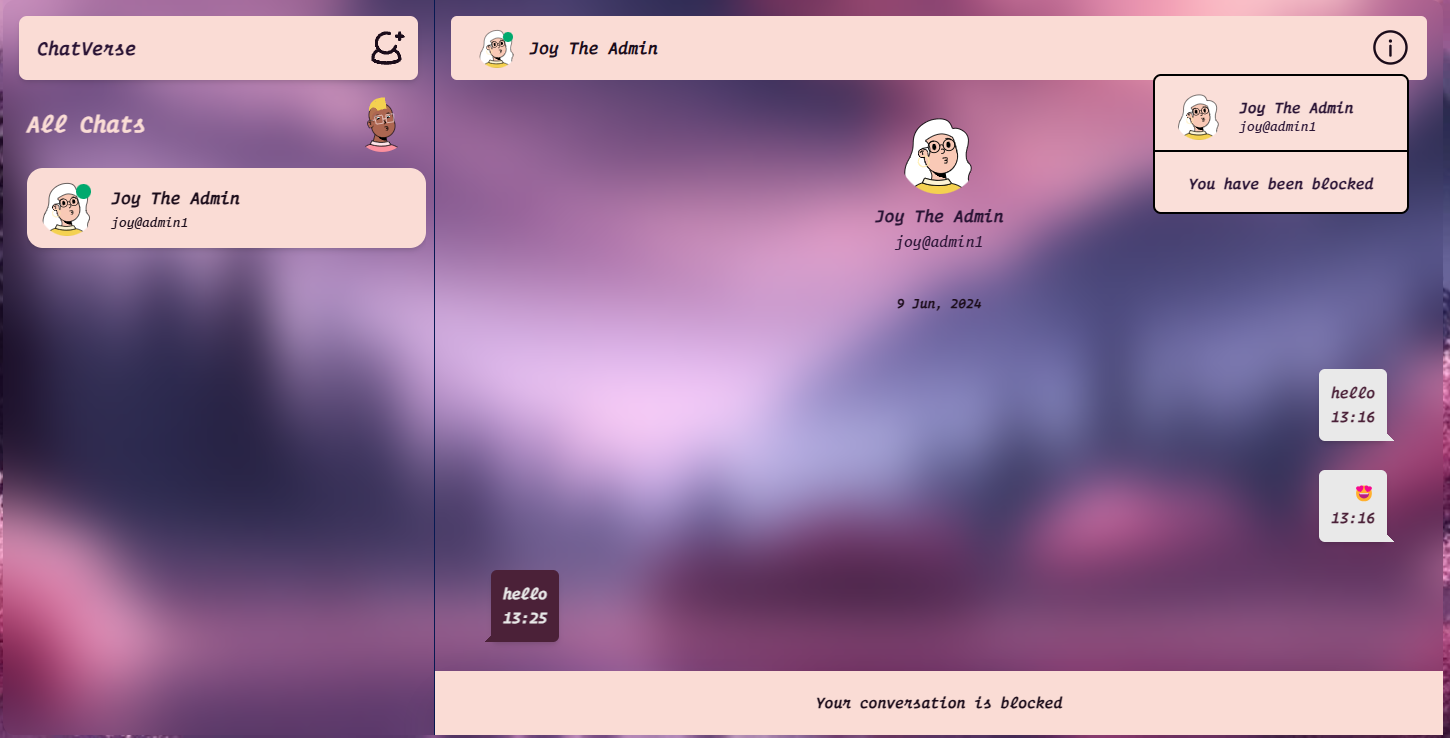 ChatVerse
All Chats
Joy The Admin
joy@admin1
Joy The Admin
Joy The Admin
joy@admin1
You have been blocked
Joy The Admin
joy@admin1
9 Jun, 2024
hello
13:16
😍
13:16
hello
13:25
Your conversation is blocked